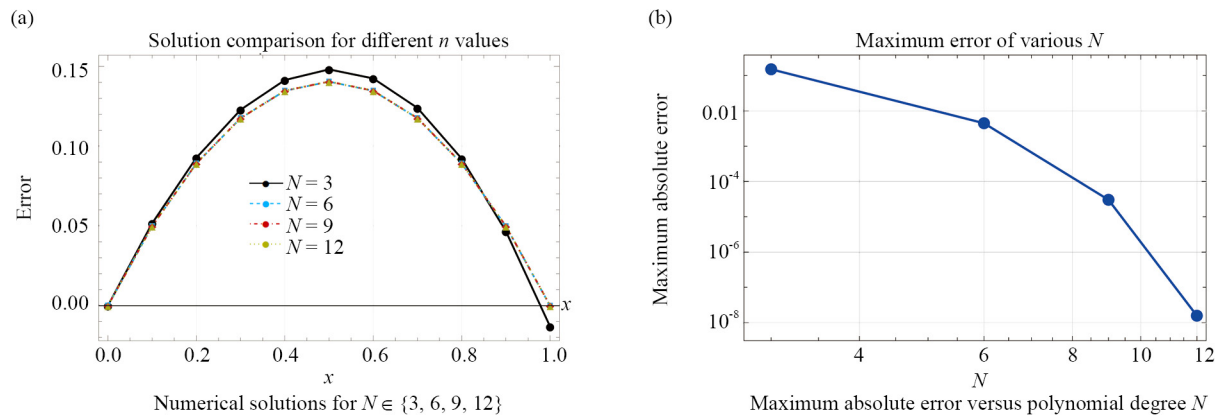 (a)
Solution comparison for different n values
0.15
0.10
0.05
0.00
Error
N = 3
N = 6
N = 9
N = 12
x
0.0 0.2 0.4 0.6 0.8 1.0
x
Numerical solutions for N ∈ {3, 6, 9, 12}
(b)
Maximum error of various N
0.01
10⁻⁴
10⁻⁶
10⁻⁸
Maximum absolute error
4 6 8 10 12
N
Maximum absolute error versus polynomial degree N